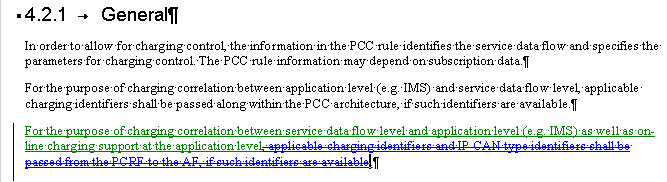 4.2.1 → General¶
In order to allow for charging control, the information in the PCC rule identifies the service data flow and specifies the
parameters for charging control. The PCC rule information may depend on subscription data.¶
For the purpose of charging correlation between application level (e.g. IMS) and service data flow level, applicable
charging identifiers shall be passed along within the PCC architecture, if such identifiers are available.¶
For the purpose of charging correlation between service data flow level and application level (e.g. IMS) as well as on-
line charging support at the application level, applicable charging identifiers and IP CAN type identifiers shall be
passed from the PCRF to the AF, if such identifiers are available.¶